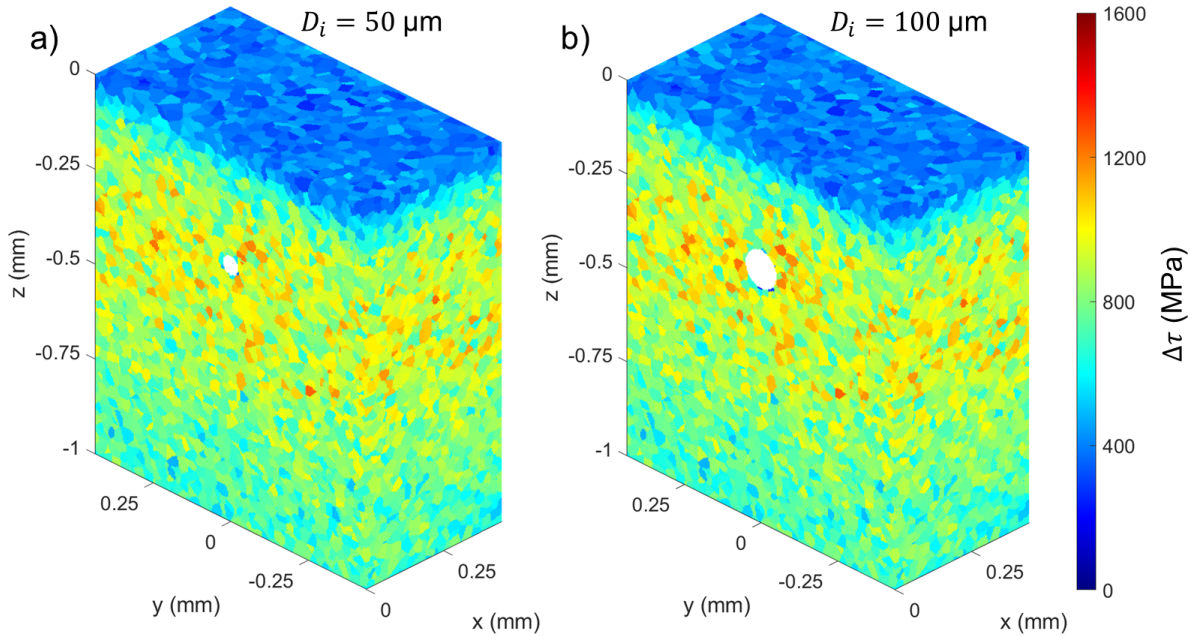 a)
D_i = 50 μm
0
-0.25
-0.5
-0.75
-1
z (mm)
0.25
0
-0.25
y (mm)
0
0.25
x (mm)
b)
D_i = 100 μm
0
-0.25
-0.5
-0.75
-1
z (mm)
0.25
0
-0.25
y (mm)
0
0.25
x (mm)
1600
1200
800
400
0
Δτ (MPa)